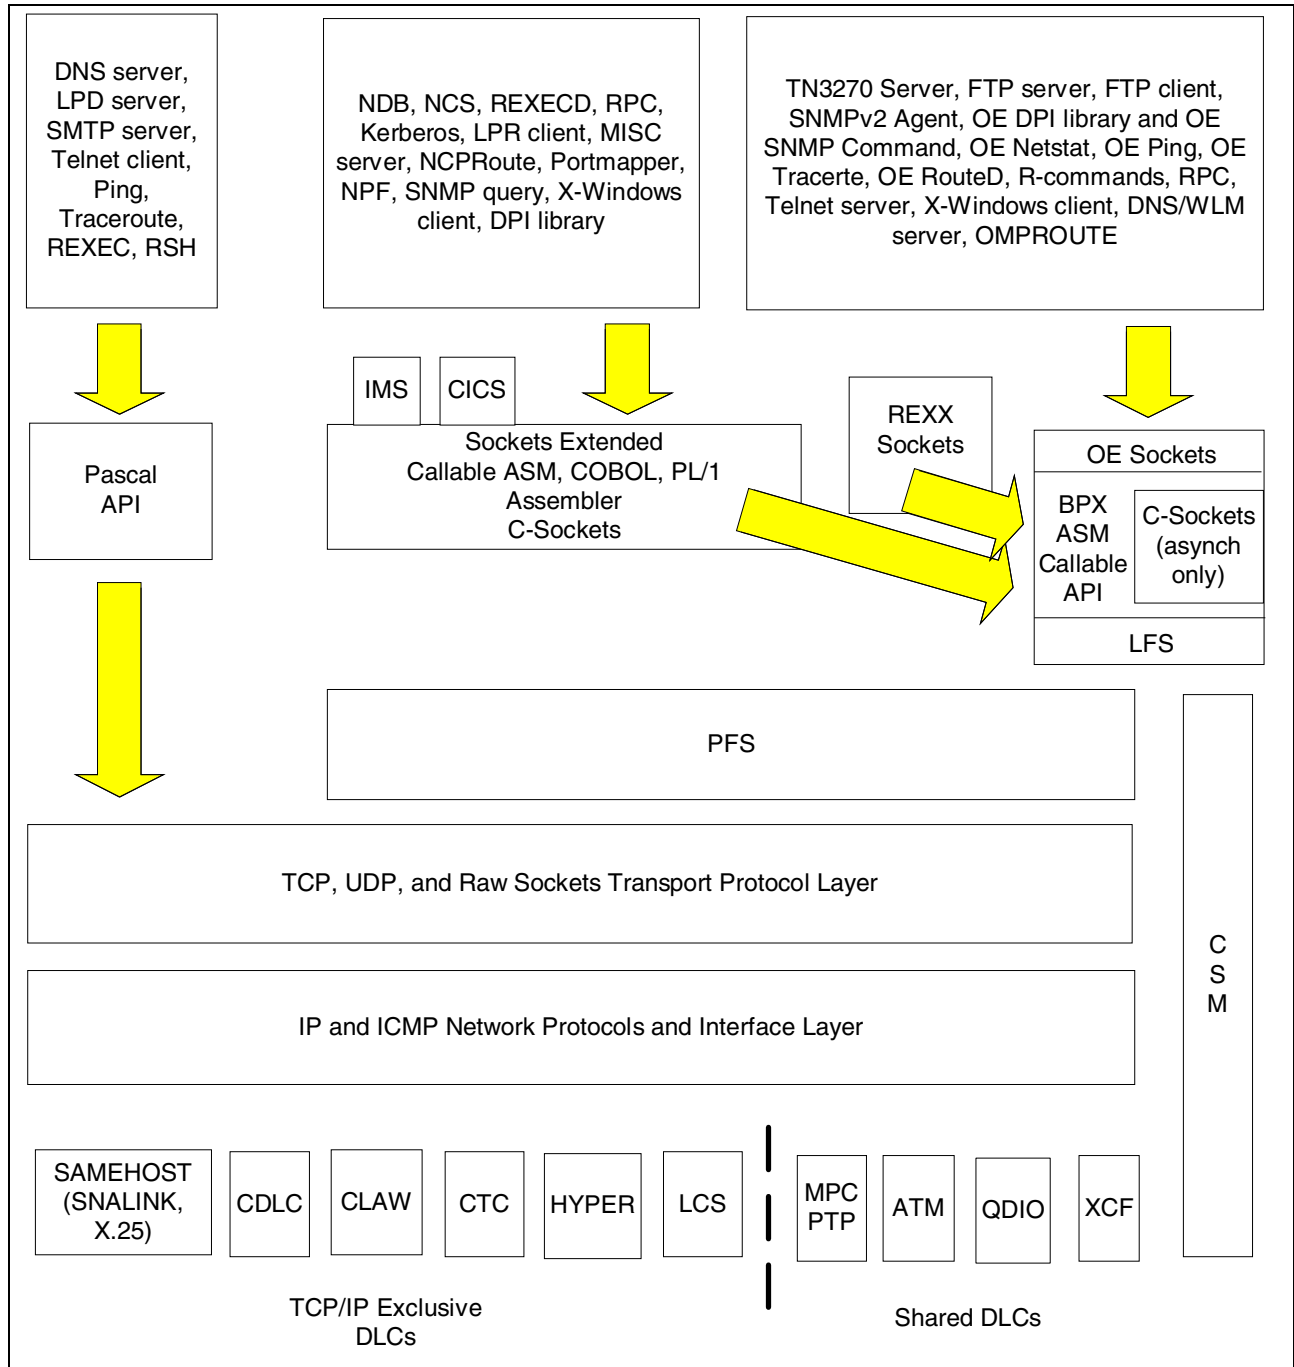 DNS server,
LPD server,
SMTP server,
Telnet client,
Ping,
Traceroute,
REXEC, RSH
NDB, NCS, REXECD, RPC,
Kerberos, LPR client, MISC
server, NCPRoute, Portmapper,
NPF, SNMP query, X-Windows
client, DPI library
TN3270 Server, FTP server, FTP client,
SNMPv2 Agent, OE DPI library and OE
SNMP Command, OE Netstat, OE Ping, OE
Tracerte, OE RouteD, R-commands, RPC,
Telnet server, X-Windows client, DNS/WLM
server, OMPROUTE
Pascal
API
IMS
CICS
Sockets Extended
Callable ASM, COBOL, PL/1
Assembler
C-Sockets
REXX
Sockets
OE Sockets
BPX
ASM
Callable
API
C-Sockets
(asynch
only)
LFS
PFS
TCP, UDP, and Raw Sockets Transport Protocol Layer
IP and ICMP Network Protocols and Interface Layer
C
S
M
SAMEHOST
(SNALINK,
X.25)
CDLC
CLAW
CTC
HYPER
LCS
MPC
PTP
ATM
QDIO
XCF
TCP/IP Exclusive
DLCs
Shared DLCs